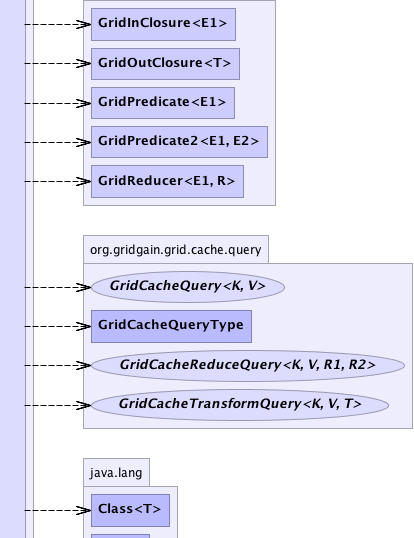 GridInClosure<E1>
GridOutClosure<T>
GridPredicate<E1>
GridPredicate2<E1, E2>
GridReducer<E1, R>
org.gridgain.grid.cache.query
GridCacheQuery<K, V>
GridCacheQueryType
GridCacheReduceQuery<K, V, R1, R2>
GridCacheTransformQuery<K, V, T>
java.lang
Class<T>